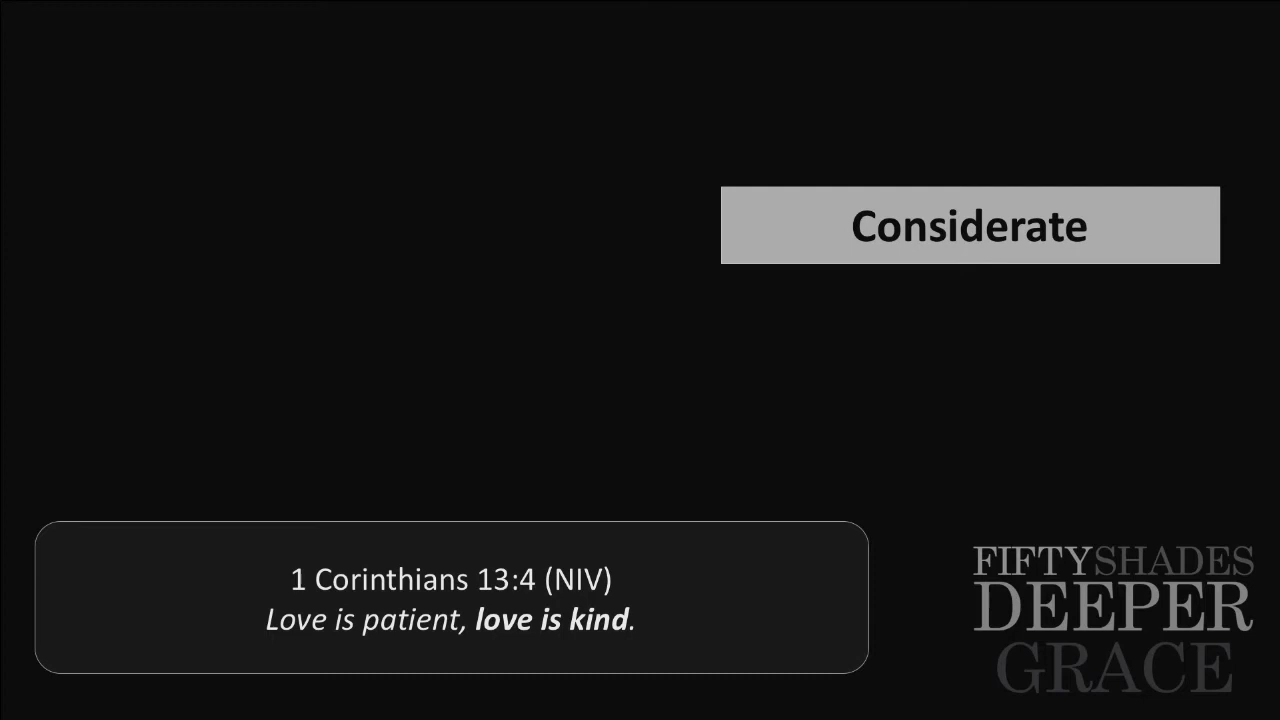 Considerate
1 Corinthians 13:4 (NIV)
Love is patient, love is kind.
FIFTYSHADES
DEEPER
GRACE